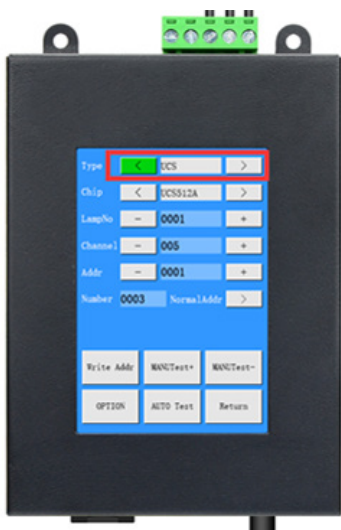 Type < UCS >
Chip < UCS512A >
LampNo - 0001 +
Channel - 005 +
Addr - 0001 +
Number 0003 NormalAddr >
Write Addr MANUTest+ MANUTest-
OPTION AUTO Test Return